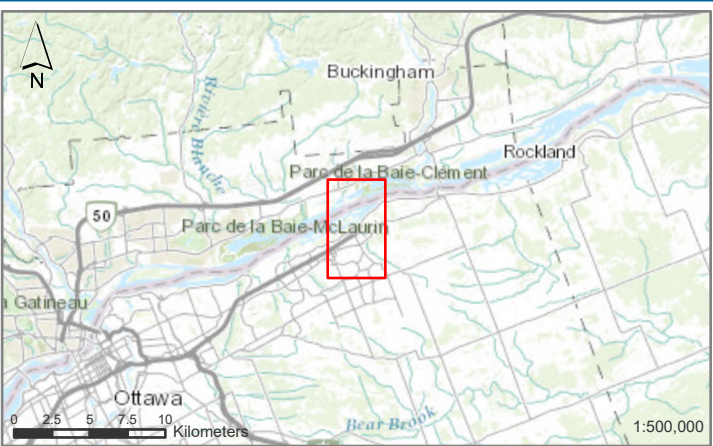 N
Buckingham
Rivière Blanche
Rockland
Parc de la Baie-Clément
50
Parc de la Baie-McLaurin
a Gatineau
Ottawa
Bear Brook
0 2.5 5 7.5 10
Kilometers
1:500,000